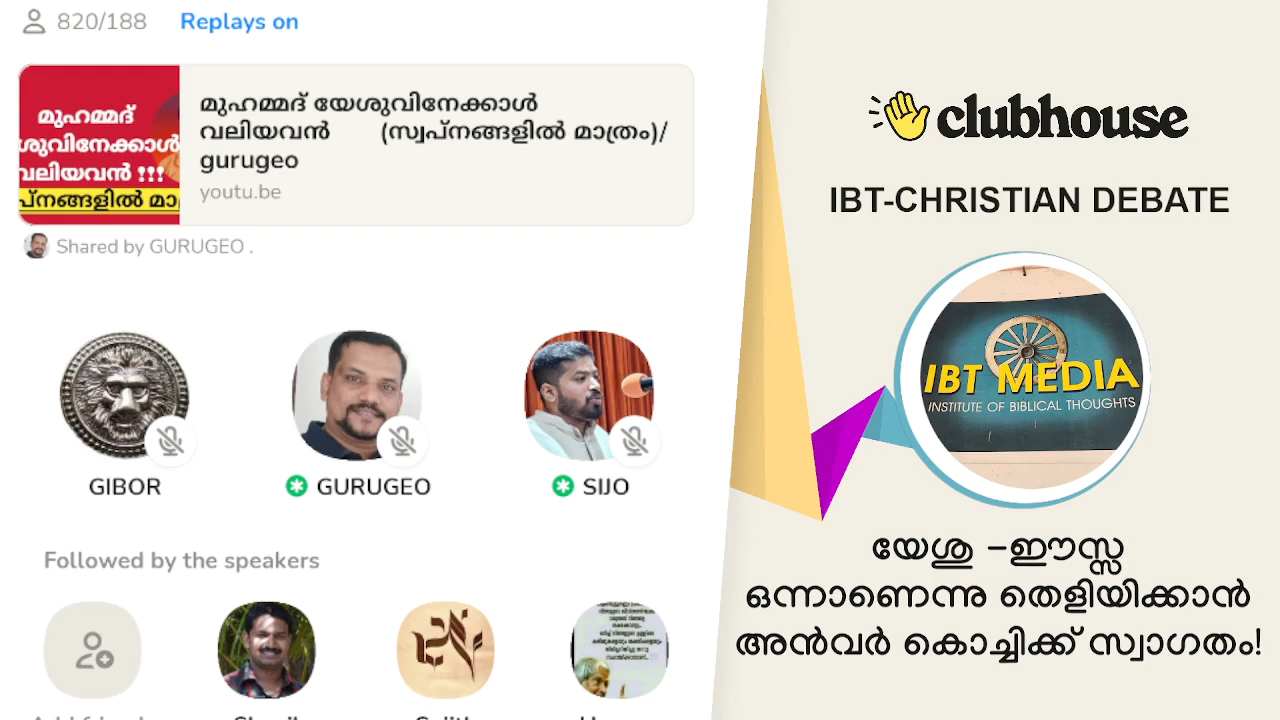 820/188 Replays on
മുഹമ്മദ്
ശുവിനേക്കാൾ
വലിയവൻ !!!
പ്നങ്ങളിൽ മാ
മുഹമ്മദ് യേശുവിനേക്കാൾ
വലിയവൻ (സ്വപ്നങ്ങളിൽ മാത്രം)/
gurugeo
youtu.be
Shared by GURUGEO .
GIBOR GURUGEO SIJO
Followed by the speakers
clubhouse
IBT-CHRISTIAN DEBATE
IBT MEDIA
INSTITUTE OF BIBLICAL THOUGHTS
യേശു -ഈസ്സ
ഒന്നാണെന്നു തെളിയിക്കാൻ
അൻവർ കൊച്ചിക്ക് സ്വാഗതം!